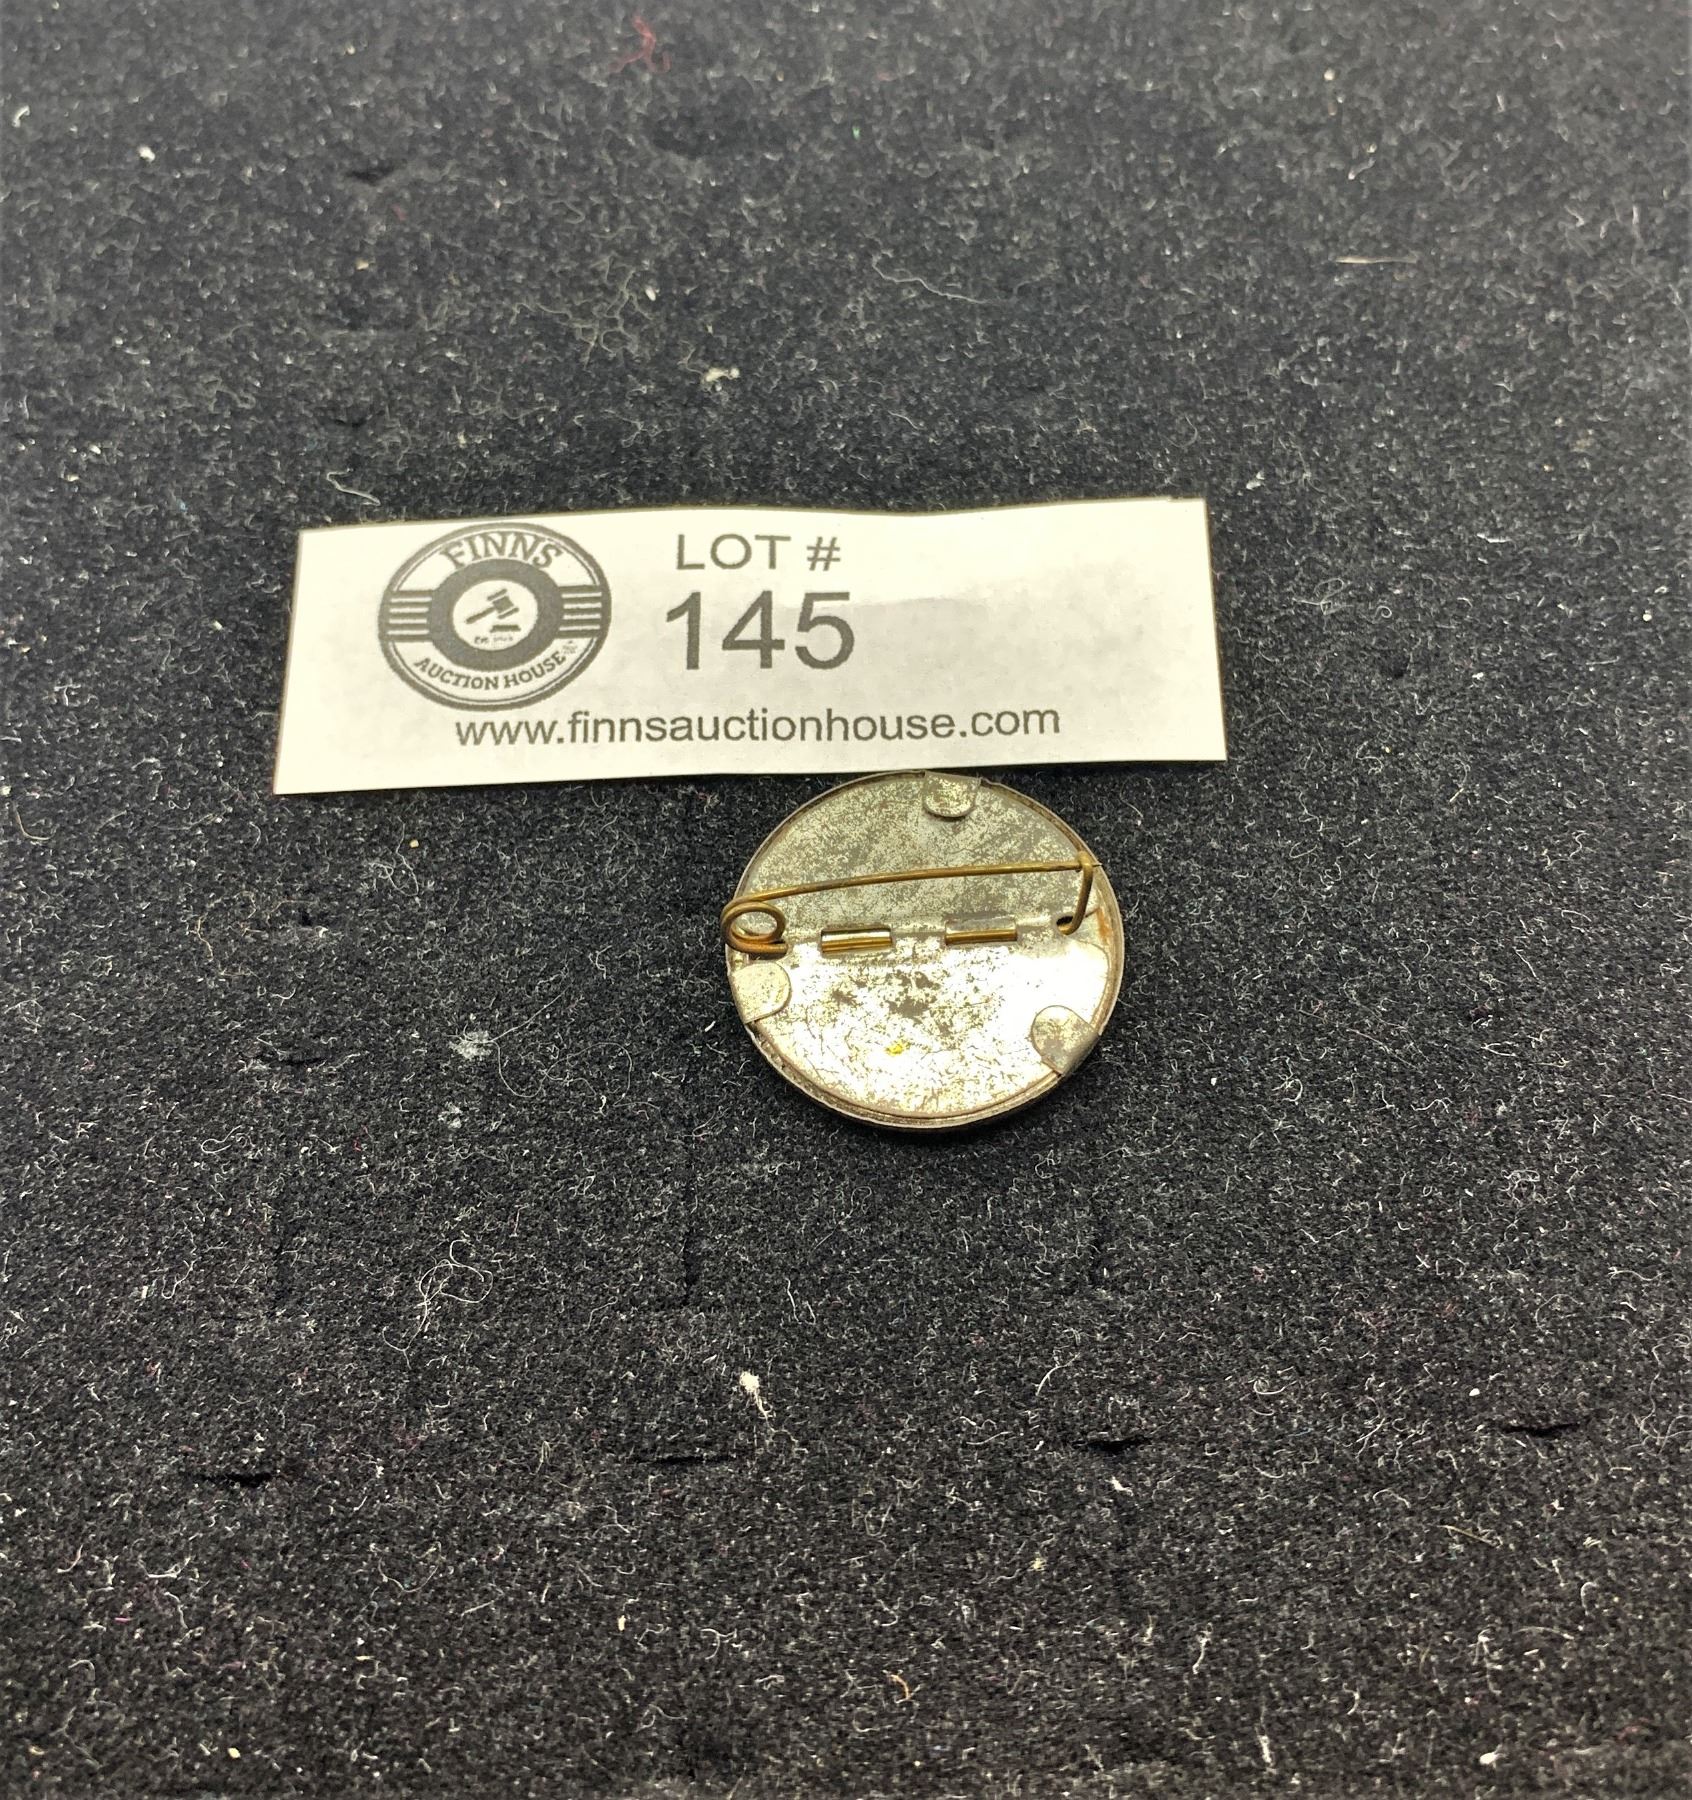 FINNS
AUCTION HOUSE
LOT #
145
www.finnsauctionhouse.com